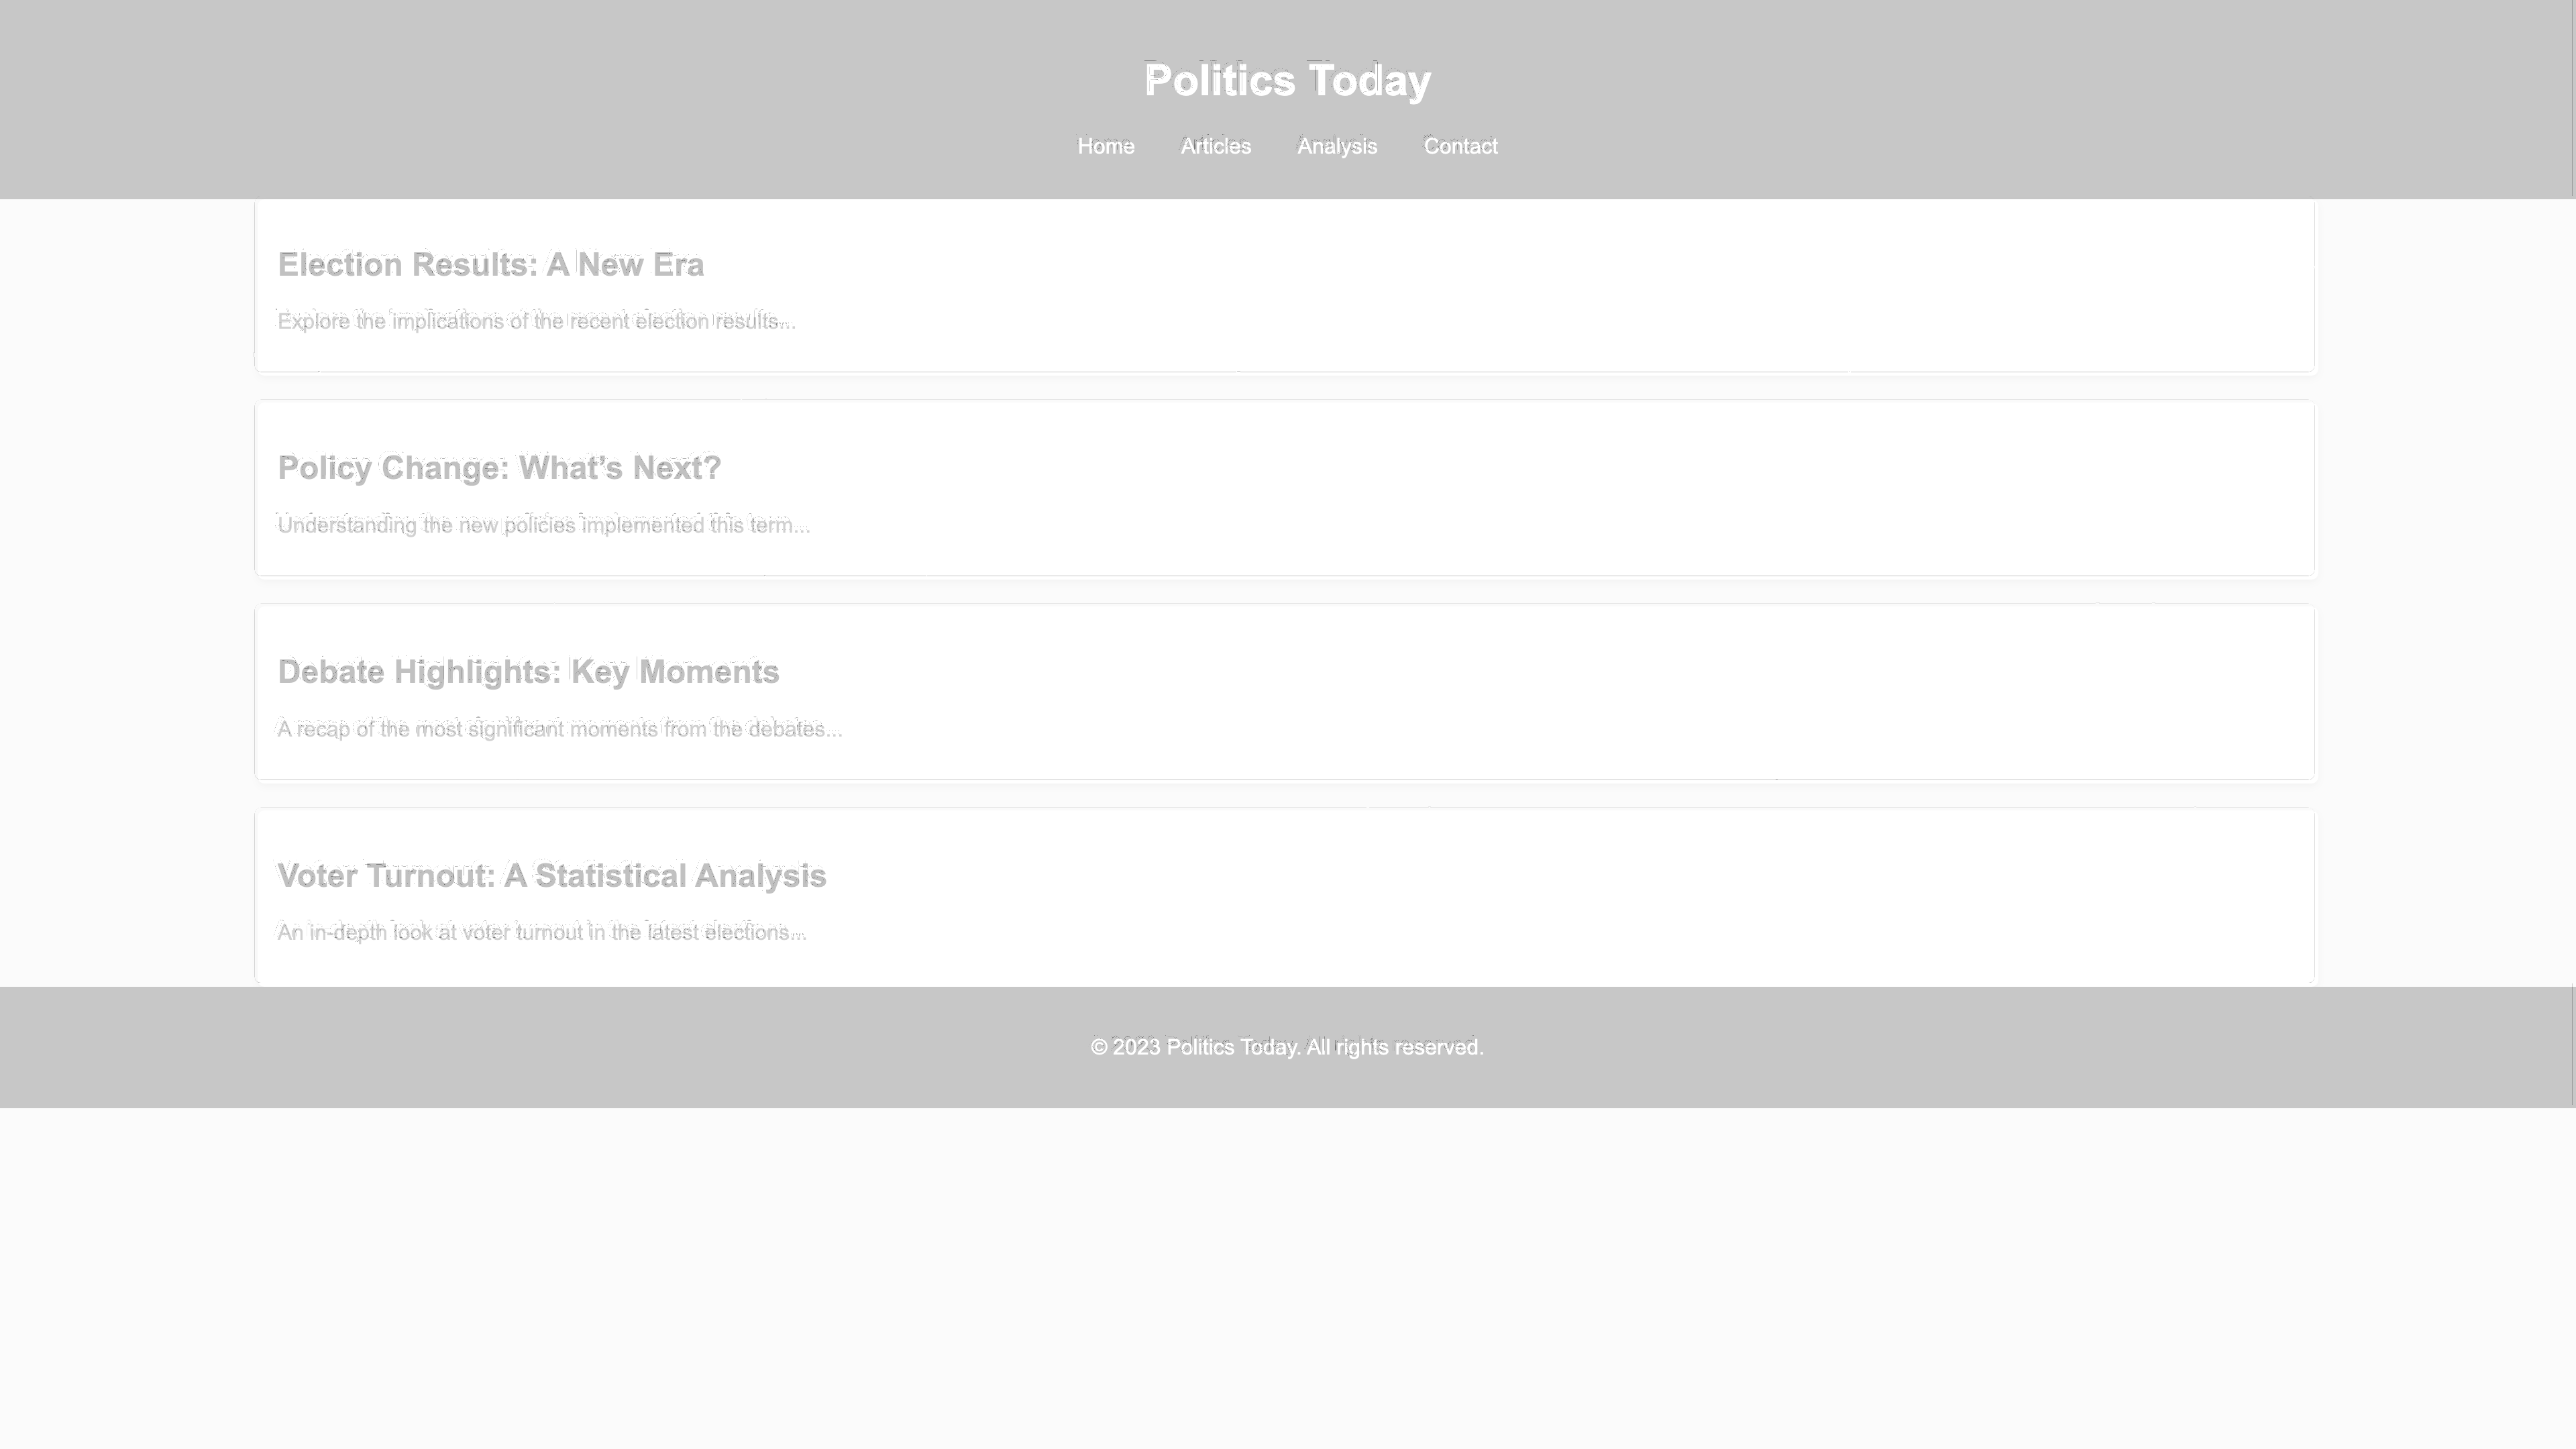 Politics Today
Home Articles Analysis Contact
Election Results: A New Era
Explore the implications of the recent election results...
Policy Change: What’s Next?
Understanding the new policies implemented this term...
Debate Highlights: Key Moments
A recap of the most significant moments from the debates...
Voter Turnout: A Statistical Analysis
An in-depth look at voter turnout in the latest elections...
© 2023 Politics Today. All rights reserved.